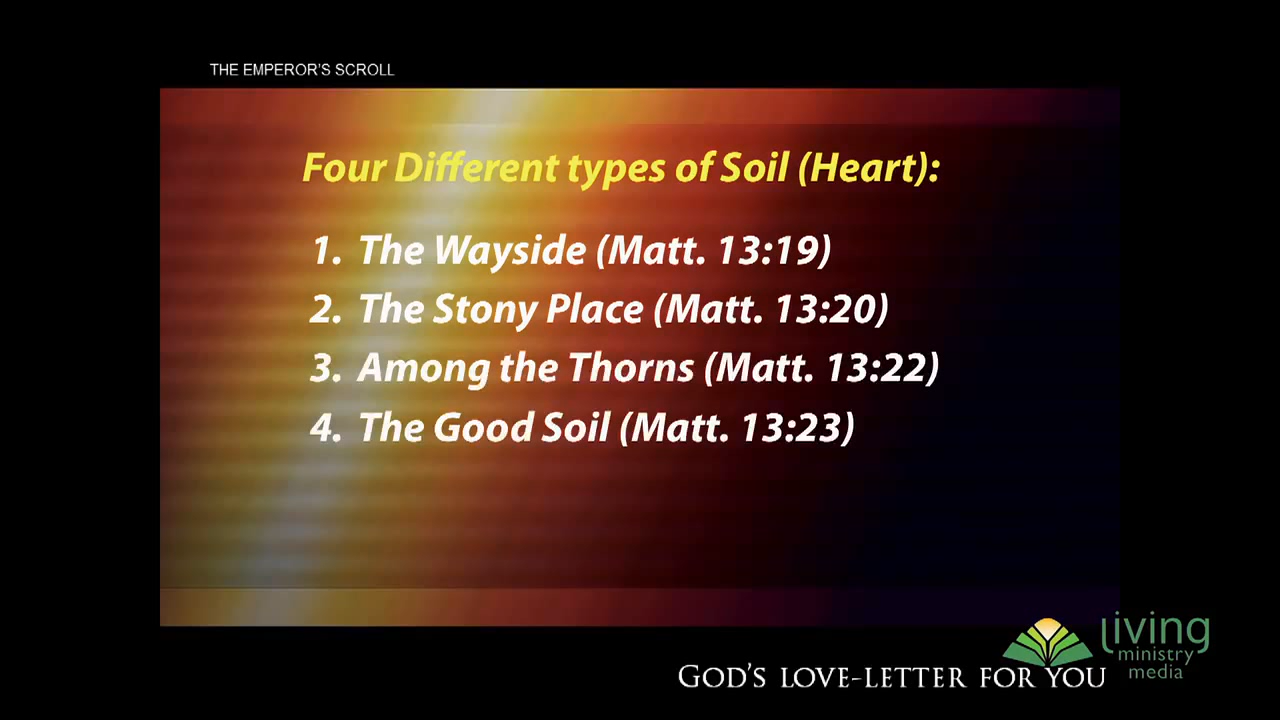 THE EMPEROR'S SCROLL
Four Different types of Soil (Heart):
1. The Wayside (Matt. 13:19)
2. The Stony Place (Matt. 13:20)
3. Among the Thorns (Matt. 13:22)
4. The Good Soil (Matt. 13:23)
living
ministry
media
GOD'S LOVE-LETTER FOR YOU